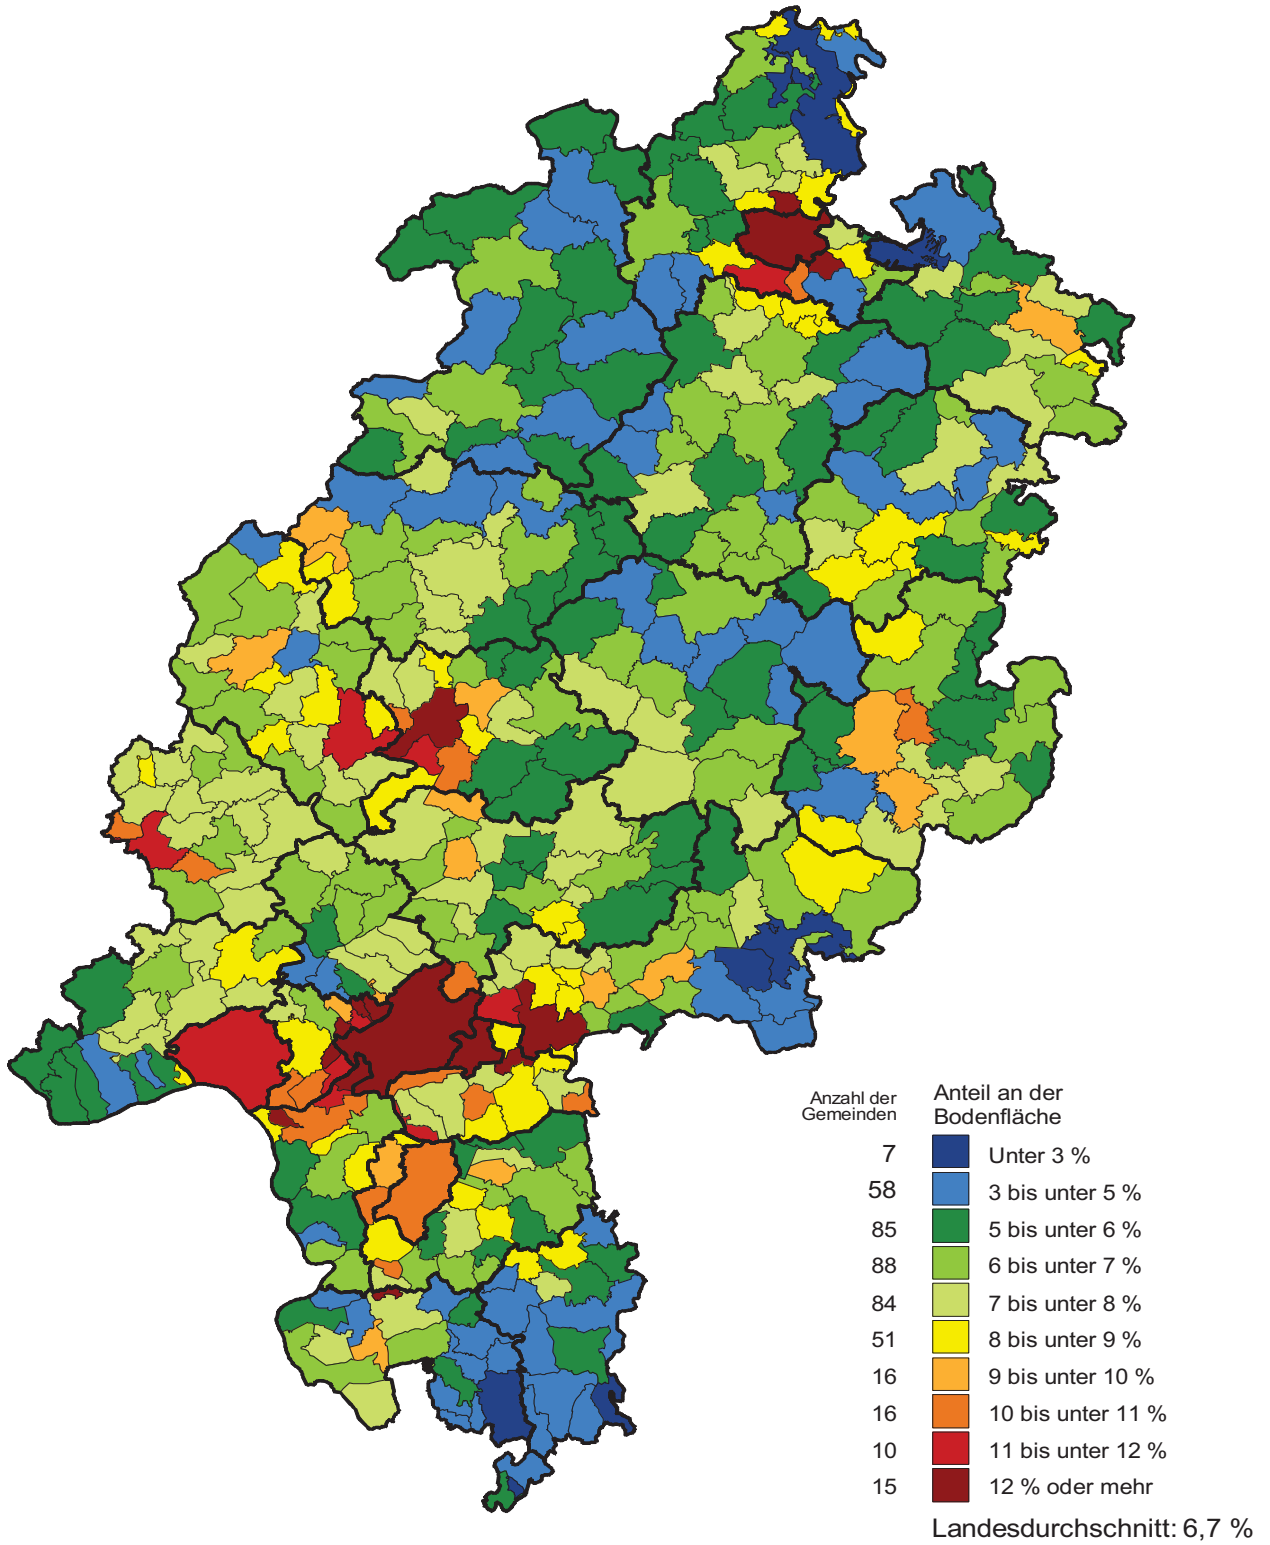 Anzahl der
Gemeinden
Anteil an der
Bodenfläche
7 Unter 3 %
58 3 bis unter 5 %
85 5 bis unter 6 %
88 6 bis unter 7 %
84 7 bis unter 8 %
51 8 bis unter 9 %
16 9 bis unter 10 %
16 10 bis unter 11 %
10 11 bis unter 12 %
15 12 % oder mehr
Landesdurchschnitt: 6,7 %